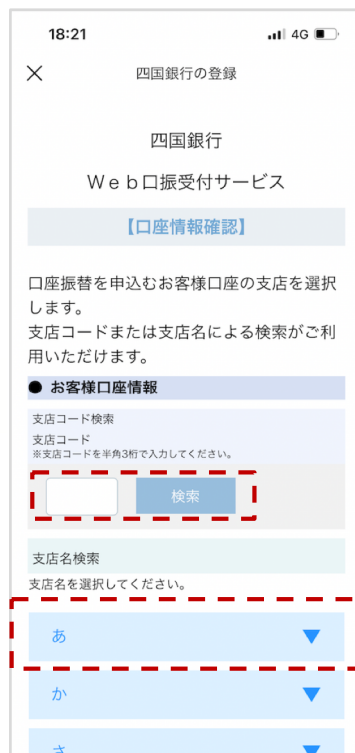 18:21 4G
× 四国銀行の登録
四国銀行
Ｗｅｂ口振受付サービス
【口座情報確認】
口座振替を申込むお客様口座の支店を選択
します。
支店コードまたは支店名による検索がご利
用いただけます。
● お客様口座情報
支店コード検索
支店コード
※支店コードを半角3桁で入力してください。
検索
支店名検索
支店名を選択してください。
あ ▼
か ▼
さ ▼